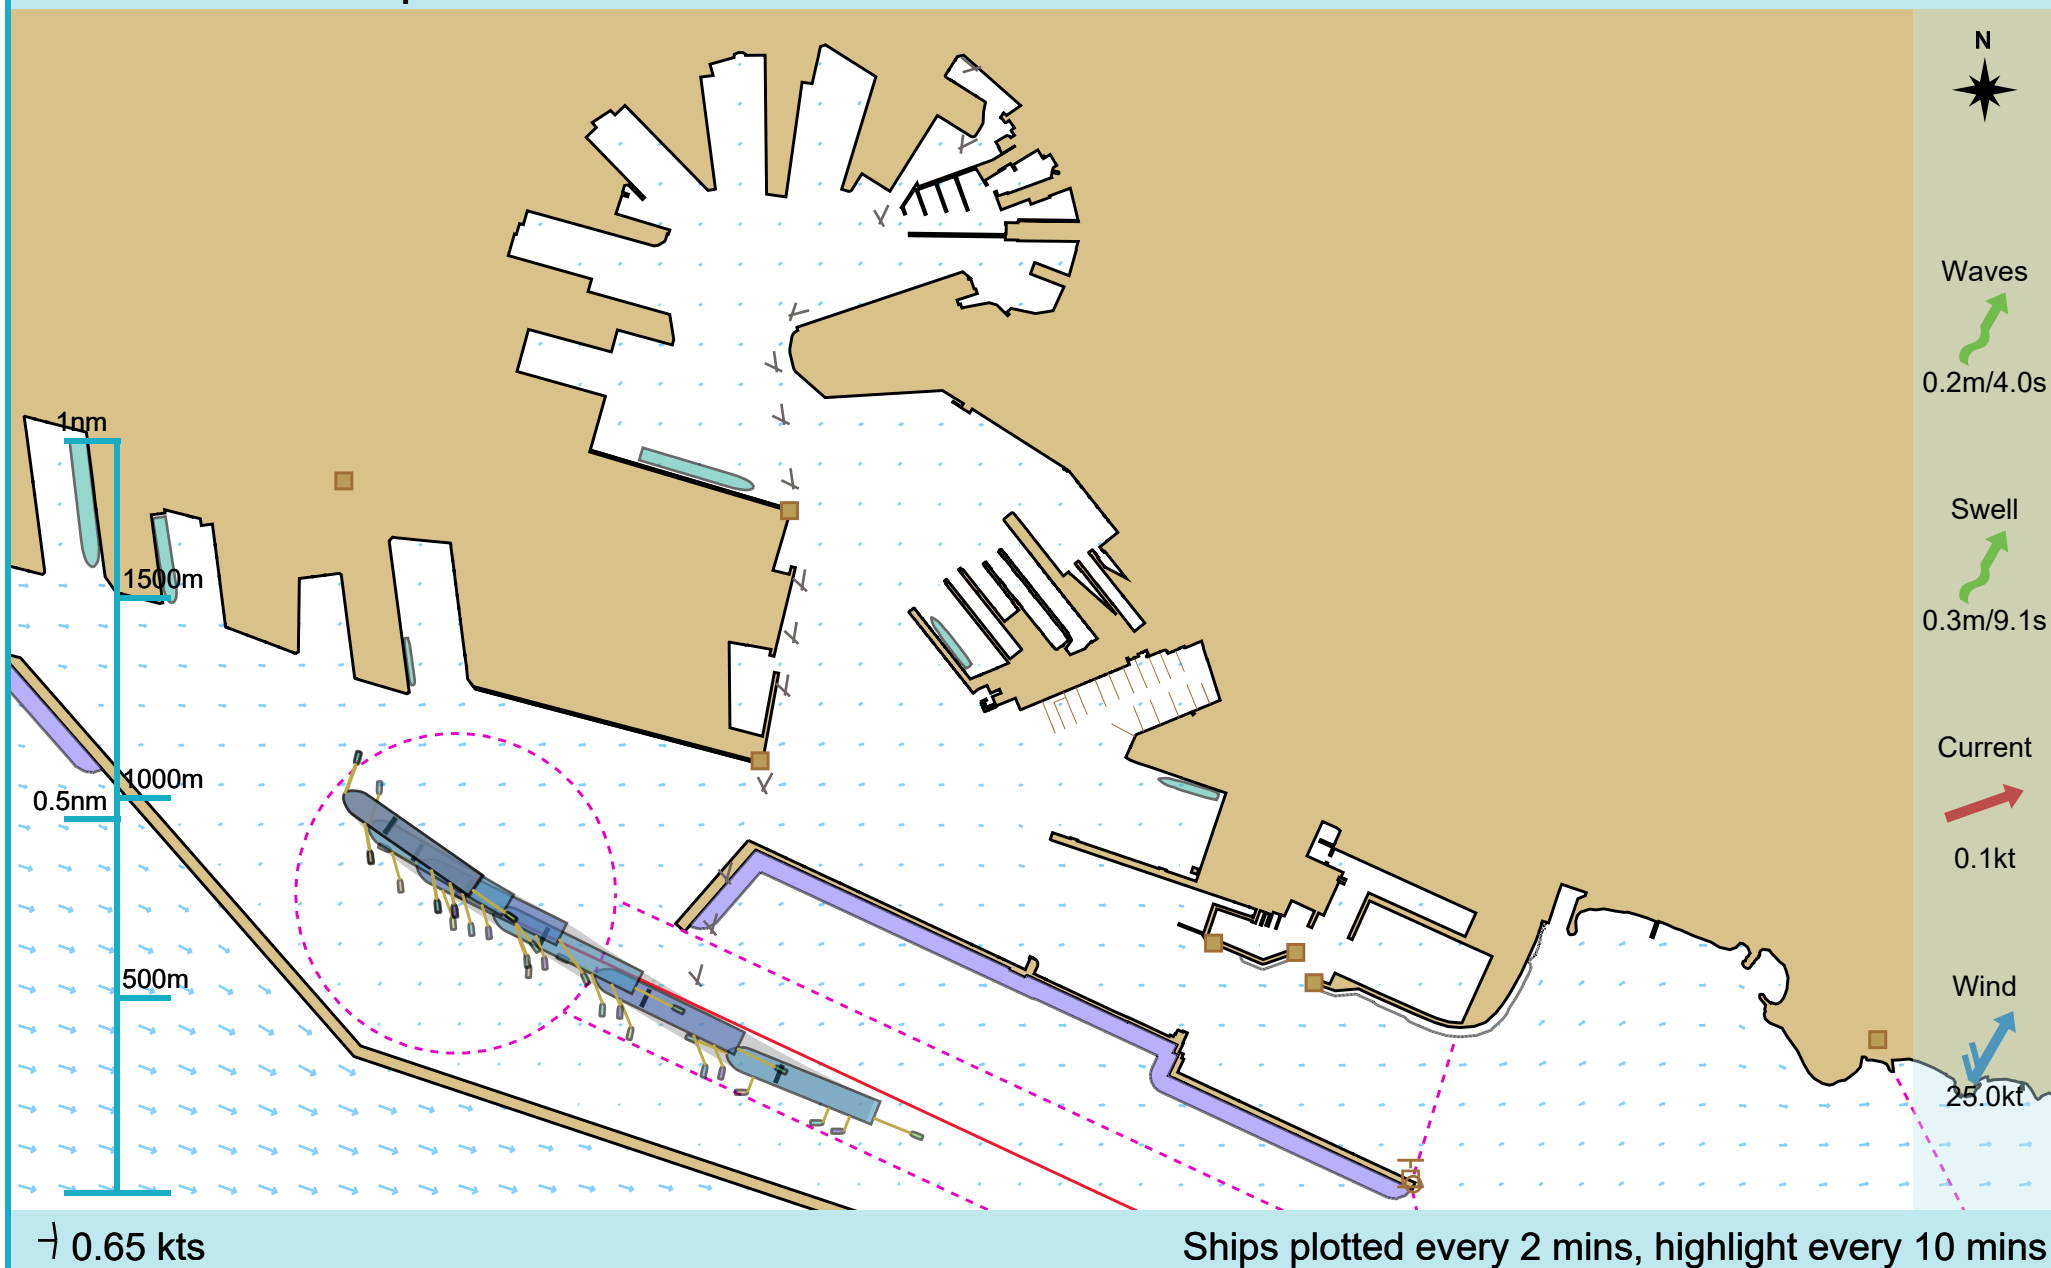 N
Waves
0.2m/4.0s
1nm
Swell
1500m
0.3m/9.1s
Current
1000m
0.5nm
0.1kt
500m
Wind
25.0kt
0.65 kts
Ships plotted every 2 mins, highlight every 10 mins